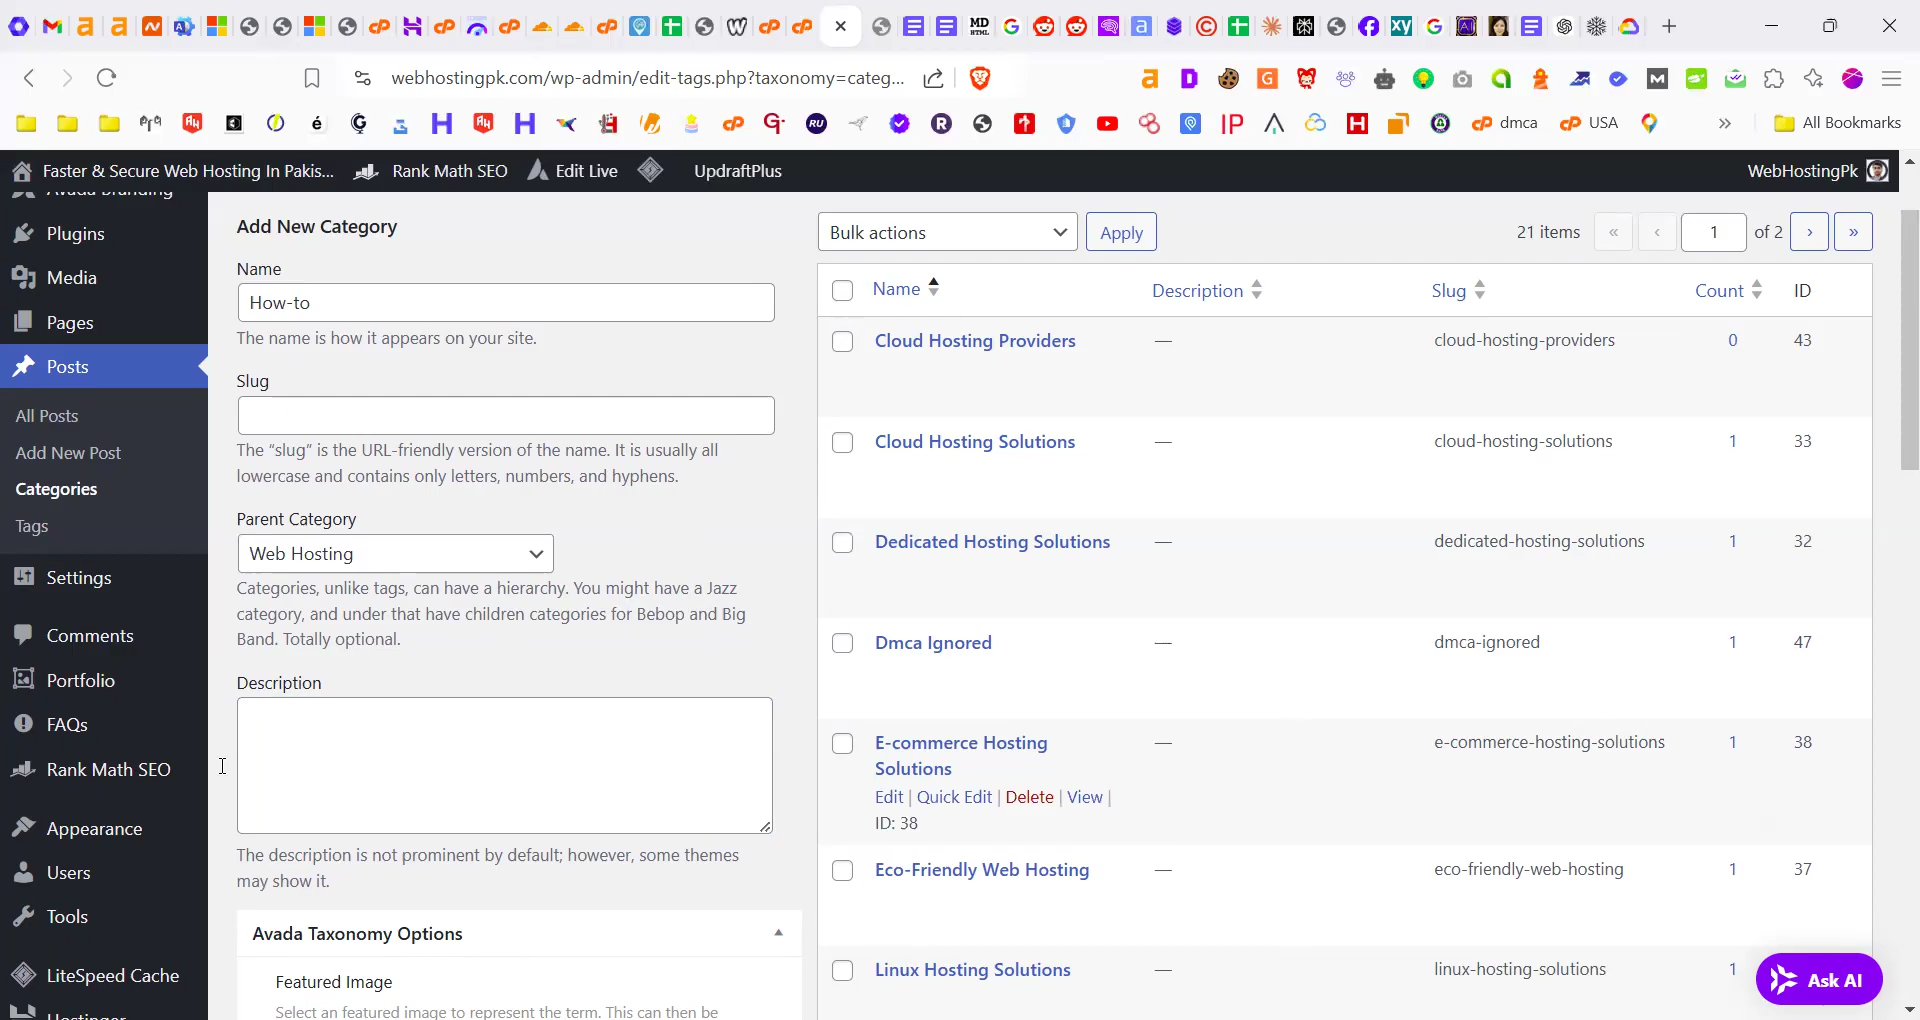 webhostingpk.com/wp-admin/edit-tags.php?taxonomy=categ...
dmca
USA
All Bookmarks
Faster & Secure Web Hosting In Pakis...
Rank Math SEO
Edit Live
UpdraftPlus
WebHostingPk
Avada Branding
Plugins
Media
Pages
Posts
All Posts
Add New Post
Categories
Tags
Settings
Comments
Portfolio
FAQs
Rank Math SEO
Appearance
Users
Tools
LiteSpeed Cache
Hostinger
Add New Category
Name
How-to
The name is how it appears on your site.
Slug
The “slug” is the URL-friendly version of the name. It is usually all
lowercase and contains only letters, numbers, and hyphens.
Parent Category
Web Hosting
Categories, unlike tags, can have a hierarchy. You might have a Jazz
category, and under that have children categories for Bebop and Big
Band. Totally optional.
Description
The description is not prominent by default; however, some themes
may show it.
Avada Taxonomy Options
Featured Image
Select an featured image to represent the term. This can then be
Bulk actions
Apply
21 items « ‹ 1 of 2 › »
Name Description Slug Count ID
Cloud Hosting Providers — cloud-hosting-providers 0 43
Cloud Hosting Solutions — cloud-hosting-solutions 1 33
Dedicated Hosting Solutions — dedicated-hosting-solutions 1 32
Dmca Ignored — dmca-ignored 1 47
E-commerce Hosting — e-commerce-hosting-solutions 1 38
Solutions
Edit | Quick Edit | Delete | View |
ID: 38
Eco-Friendly Web Hosting — eco-friendly-web-hosting 1 37
Linux Hosting Solutions — linux-hosting-solutions 1
Ask AI